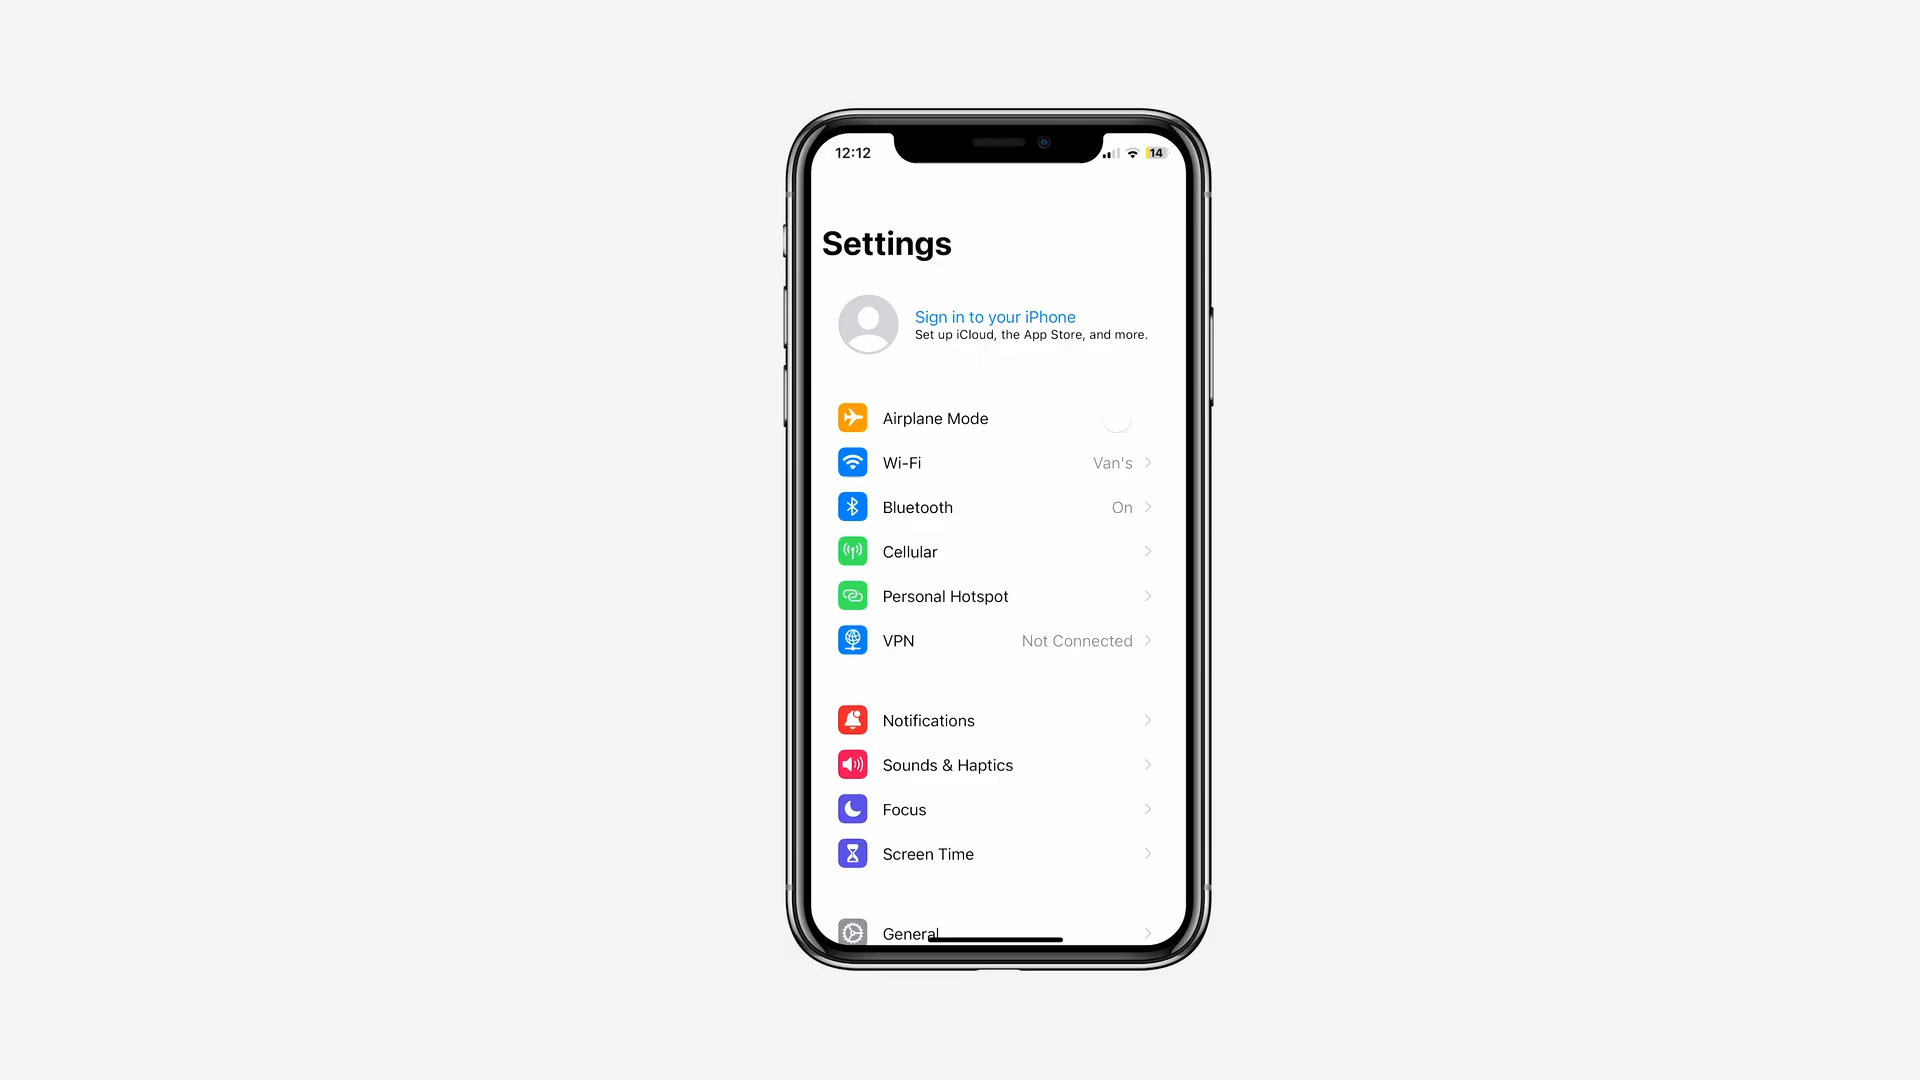 12:12
14
Settings
Sign in to your iPhone
Set up iCloud, the App Store, and more.
Airplane Mode
Wi-Fi Van's
Bluetooth On
Cellular
Personal Hotspot
VPN Not Connected
Notifications
Sounds & Haptics
Focus
Screen Time
General